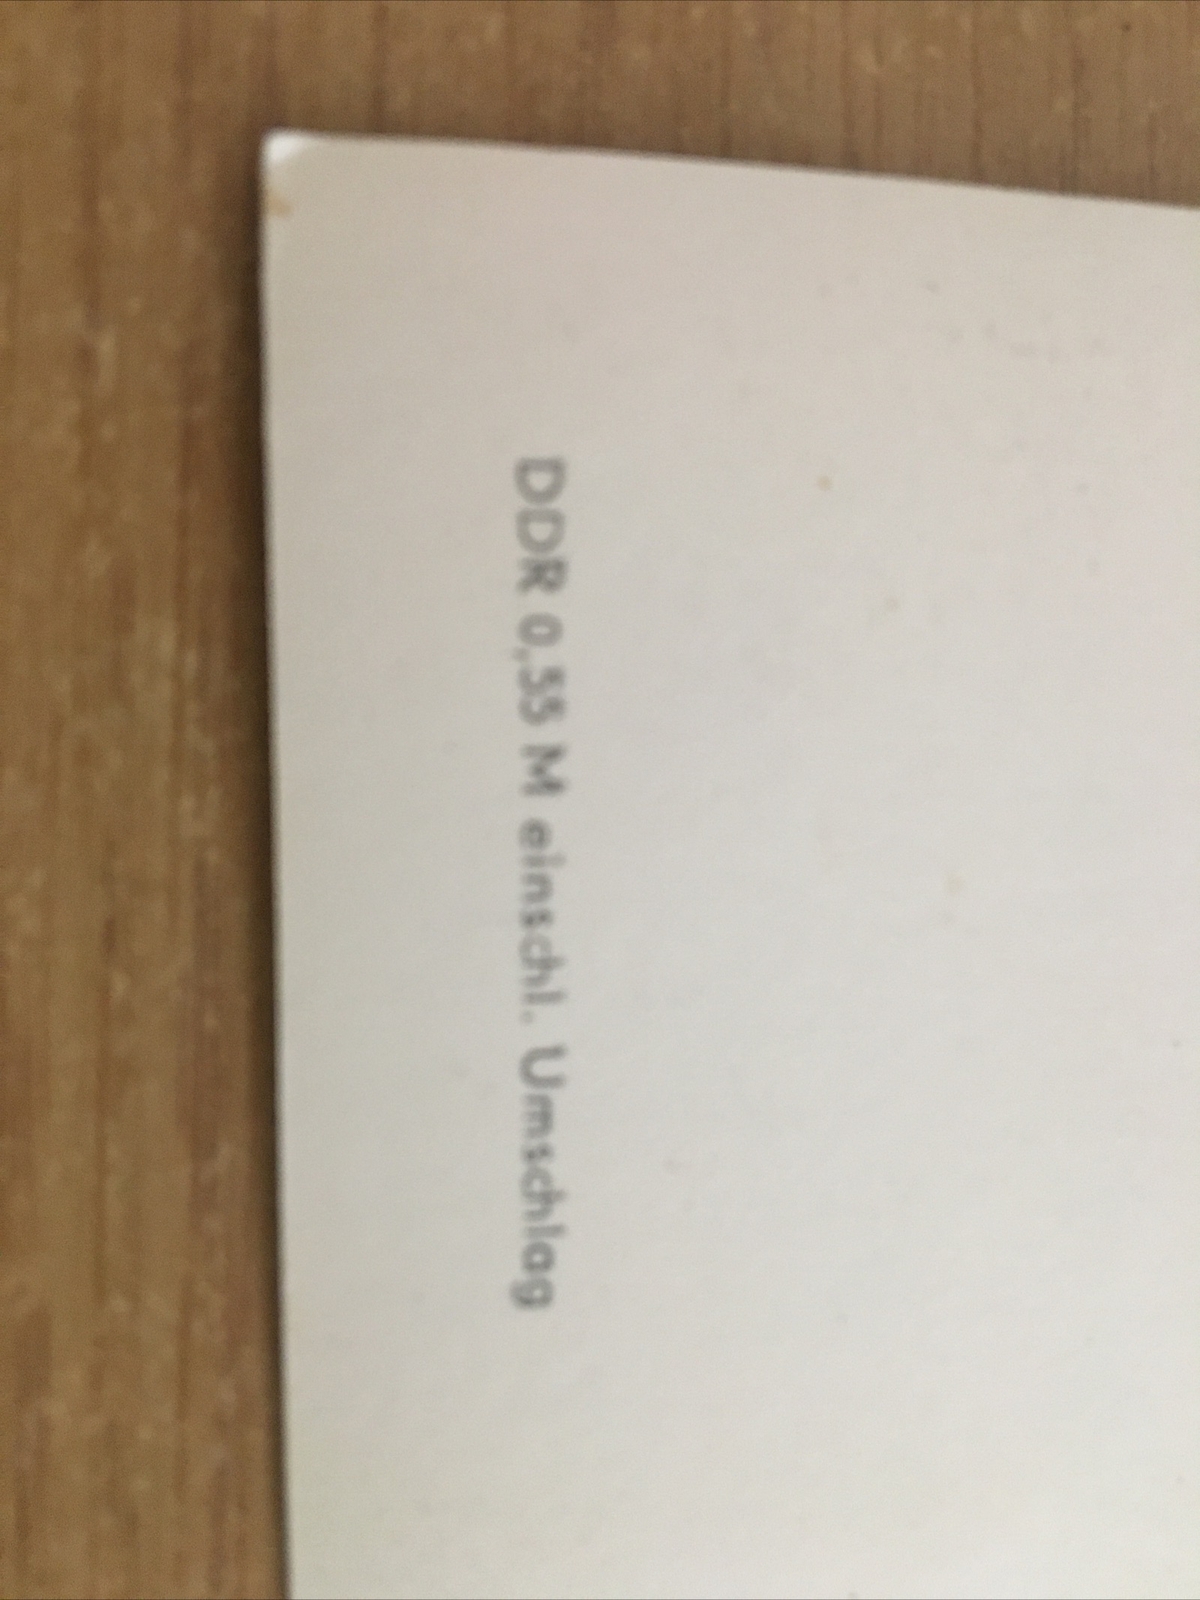 DDR 0,55 M einschl. Umschlag